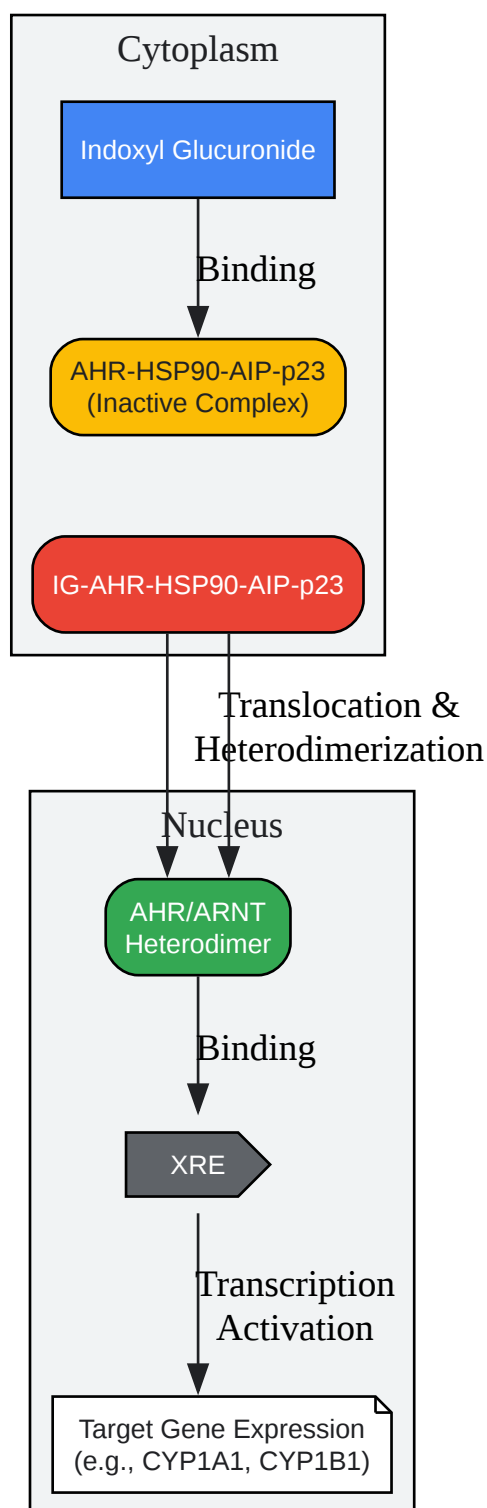 Cytoplasm
Indoxyl Glucuronide
Binding
AHR-HSP90-AIP-p23
(Inactive Complex)
IG-AHR-HSP90-AIP-p23
Translocation &
Heterodimerization
Nucleus
AHR/ARNT
Heterodimer
Binding
XRE
Transcription
Activation
Target Gene Expression
(e.g., CYP1A1, CYP1B1)